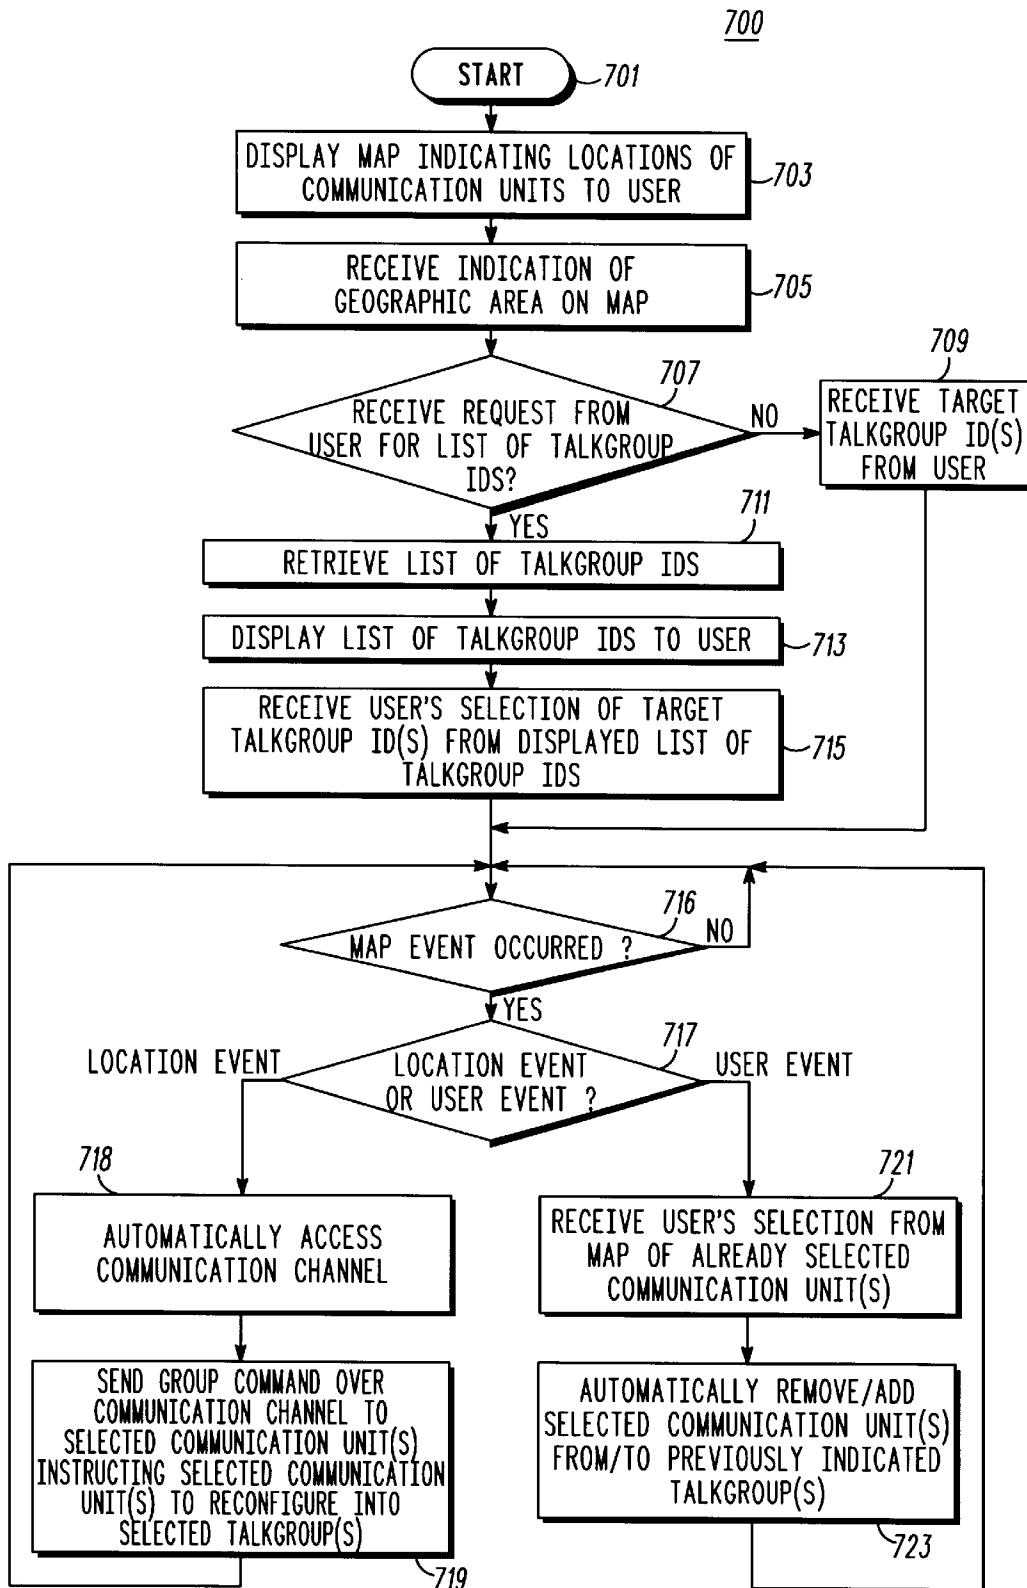 700
START
701
DISPLAY MAP INDICATING LOCATIONS OF
COMMUNICATION UNITS TO USER
703
RECEIVE INDICATION OF
GEOGRAPHIC AREA ON MAP
705
707
RECEIVE REQUEST FROM
USER FOR LIST OF TALKGROUP
IDS?
NO
709
RECEIVE TARGET
TALKGROUP ID(S)
FROM USER
YES
711
RETRIEVE LIST OF TALKGROUP IDS
DISPLAY LIST OF TALKGROUP IDS TO USER
713
RECEIVE USER'S SELECTION OF TARGET
TALKGROUP ID(S) FROM DISPLAYED LIST OF
TALKGROUP IDS
715
716
MAP EVENT OCCURRED ?
NO
YES
717
LOCATION EVENT
LOCATION EVENT
OR USER EVENT ?
USER EVENT
718
AUTOMATICALLY ACCESS
COMMUNICATION CHANNEL
721
RECEIVE USER'S SELECTION FROM
MAP OF ALREADY SELECTED
COMMUNICATION UNIT(S)
SEND GROUP COMMAND OVER
COMMUNICATION CHANNEL TO
SELECTED COMMUNICATION UNIT(S)
INSTRUCTING SELECTED COMMUNICATION
UNIT(S) TO RECONFIGURE INTO
SELECTED TALKGROUP(S)
719
AUTOMATICALLY REMOVE/ADD
SELECTED COMMUNICATION UNIT(S)
FROM/TO PREVIOUSLY INDICATED
TALKGROUP(S)
723